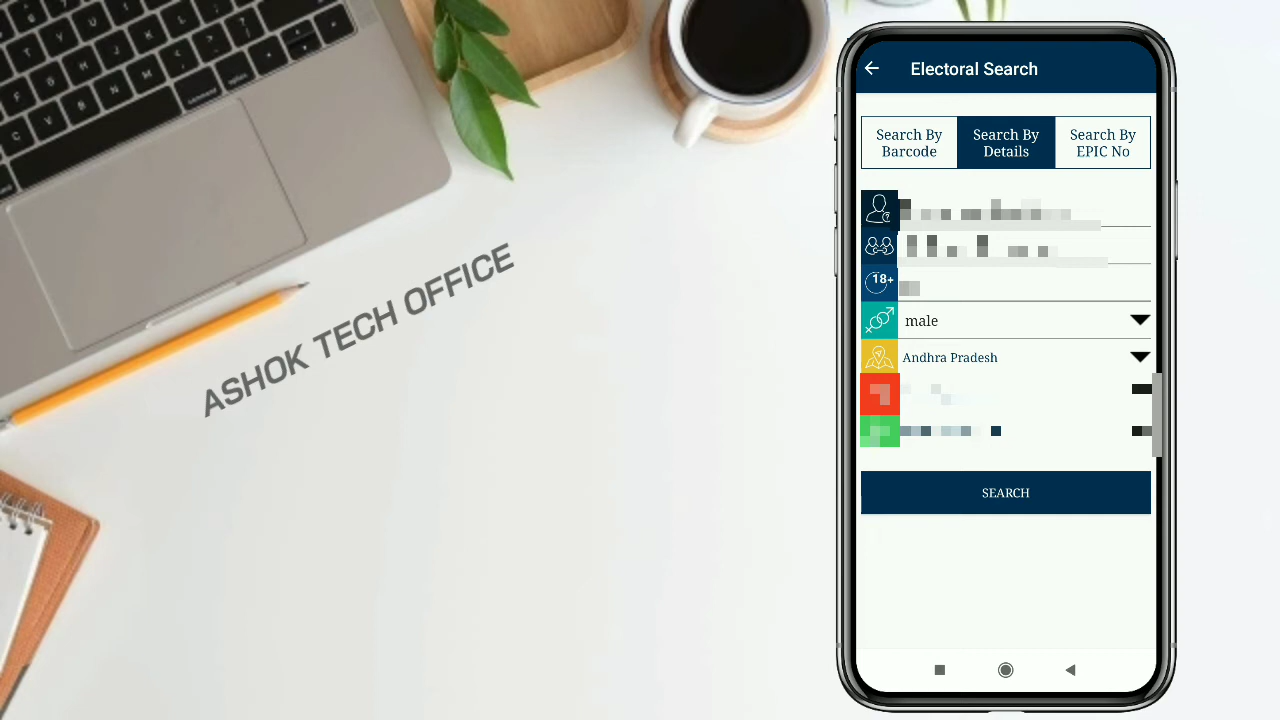 Electoral Search
Search By
Barcode
Search By
Details
Search By
EPIC No
18+
male
Andhra Pradesh
SEARCH
ASHOK TECH OFFICE